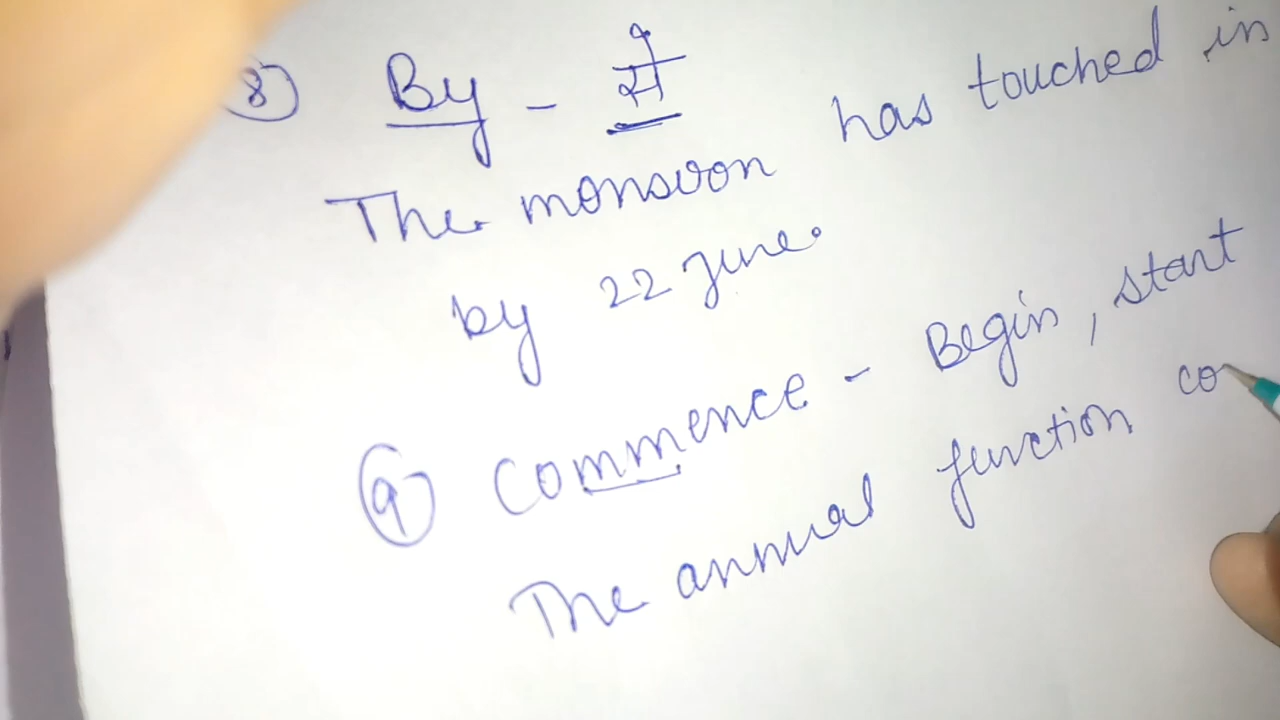 8) By - में
The monsoon has touched in
by 22 june.
9) Commence - Begin, start
The annual function co